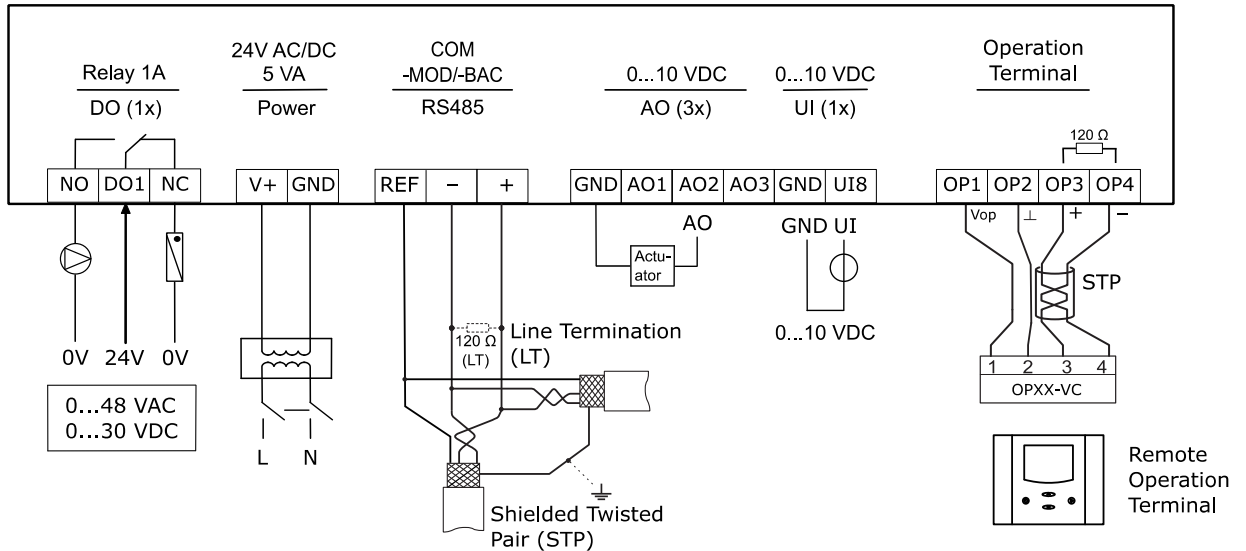 Relay 1A
DO (1x)
24V AC/DC
5 VA
Power
COM
-MOD/-BAC
RS485
0...10 VDC
AO (3x)
0...10 VDC
UI (1x)
Operation
Terminal
120 Ω
NO DO1 NC
V+ GND
REF − +
GND AO1 AO2 AO3 GND UI8
OP1 OP2 OP3 OP4
Vop ⊥ + −
AO
GND UI
Actu-
ator
STP
0...10 VDC
120 Ω
(LT)
Line Termination
(LT)
0V 24V 0V
0...48 VAC
0...30 VDC
L N
1 2 3 4
OPXX-VC
Shielded Twisted
Pair (STP)
Remote
Operation
Terminal